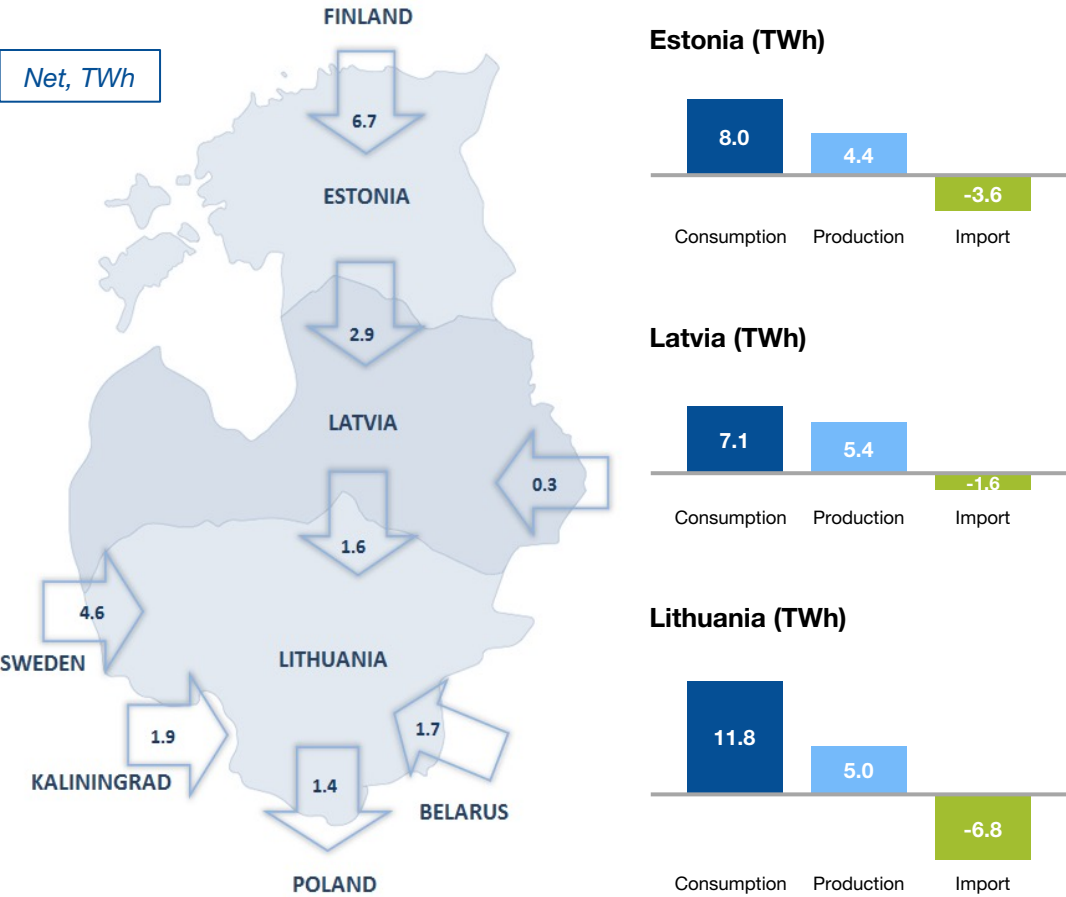 FINLAND
Net, TWh
6.7
ESTONIA
2.9
LATVIA
0.3
1.6
4.6
SWEDEN
LITHUANIA
1.9
1.7
KALININGRAD
1.4
BELARUS
POLAND
Estonia (TWh)
8.0
4.4
-3.6
Consumption Production Import
Latvia (TWh)
7.1
5.4
-1.6
Consumption Production Import
Lithuania (TWh)
11.8
5.0
-6.8
Consumption Production Import